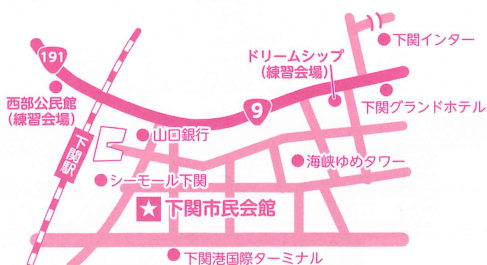 191
下関インター
ドリームシップ
(練習会場)
西部公民館
(練習会場)
9
下関グランドホテル
山口銀行
下関駅
海峡ゆめタワー
シーモール下関
下関市民会館
下関港国際ターミナル